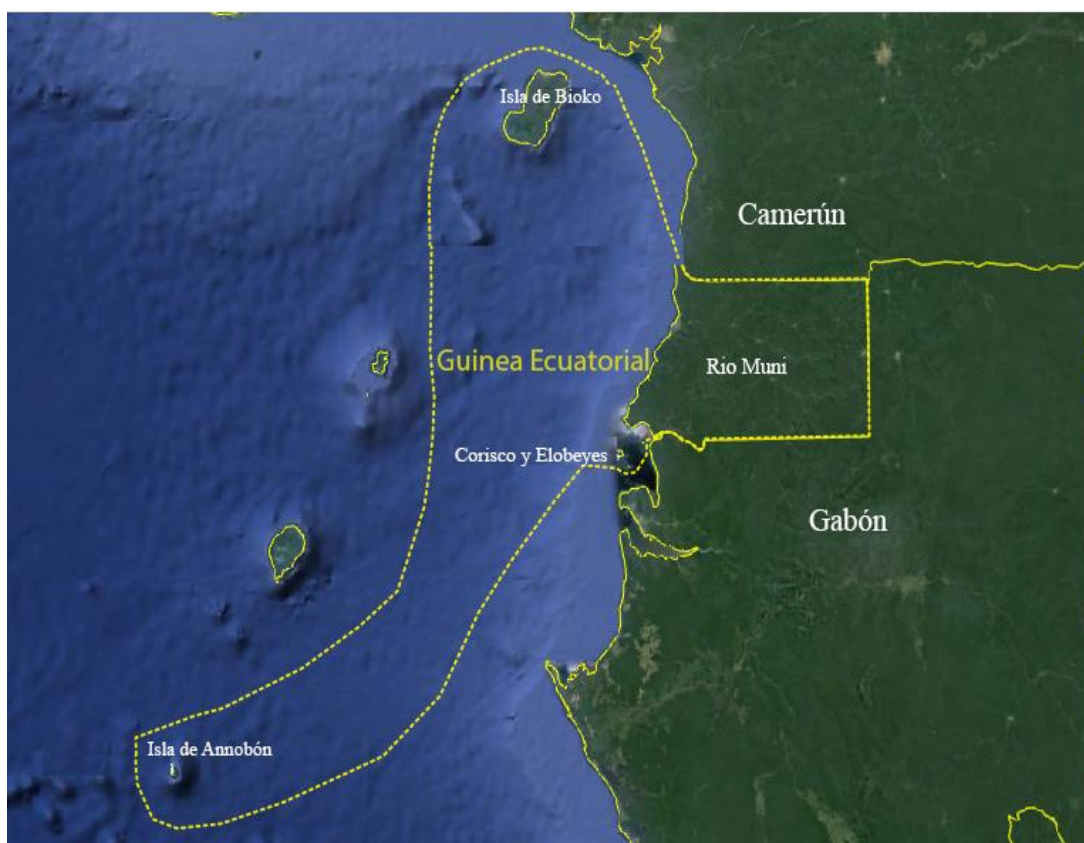 Isla de Bioko
Camerún
Guinea Ecuatorial
Rio Muni
Corisco y Elobeyes
Gabón
Isla de Annobón